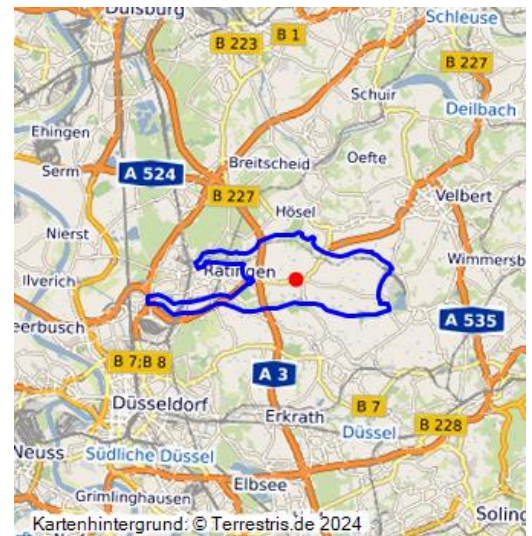 Duisburg
Schleuse
B 223
B 1
B 227
Schuir
Deilbach
Ehingen
Breitscheid
Oefte
Serm
A 524
B 227
Velbert
Hösel
Nierst
Ratingen
Wimmersb
Ilverich
eerbusch
A 535
B 7;B 8
A 3
Düsseldorf
B 7
Erkrath
B 228
Düssel
Neuss
Südliche Düssel
Elbsee
Grimlinghausen
Soling
Kartenhintergrund: © Terrestris.de 2024